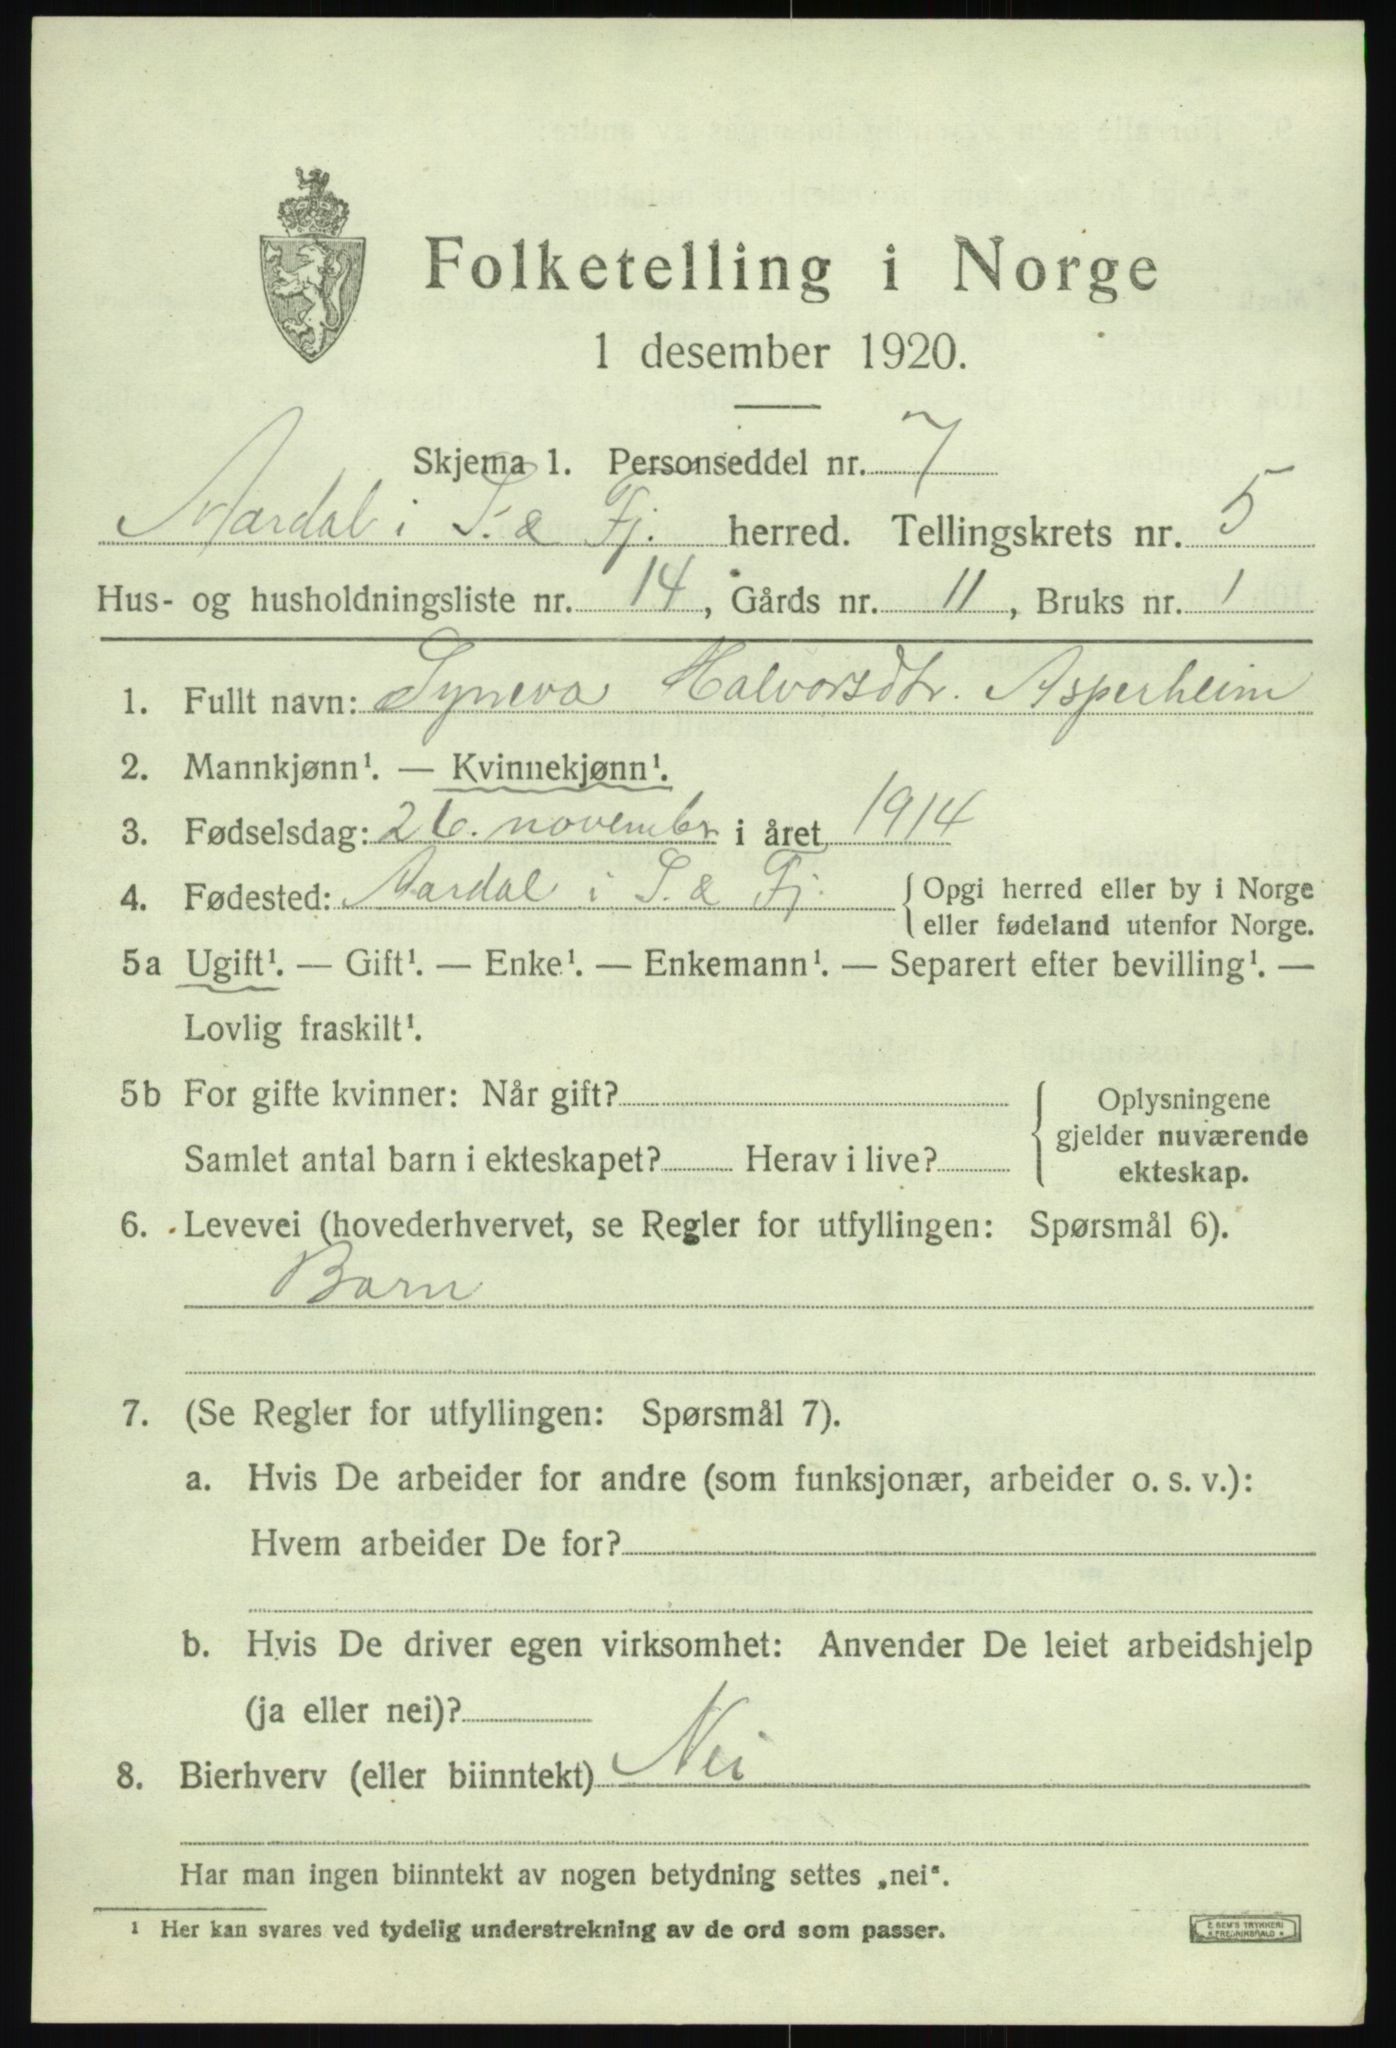 Folketelling i Norge
1 desember 1920.
Skjema 1. Personseddel nr. 7
Aardal i S. & Fj. herred. Tellingskrets nr. 5
Hus- og husholdningsliste nr. 14, Gårds nr. 11, Bruks nr. 1
1. Fullt navn: Syneva Halvorsdtr. Asperheim
2. Mannkjønn¹. — Kvinnekjønn¹.
3. Fødselsdag: 26. novembr i året 1914
4. Fødested: Aardal i S. & Fj. { Opgi herred eller by i Norge
eller fødeland utenfor Norge.
5a Ugift¹. — Gift¹. — Enke¹. — Enkemann¹. — Separert efter bevilling¹. —
Lovlig fraskilt¹.
5b For gifte kvinner: Når gift? { Oplysningene
gjelder nuværende
Samlet antal barn i ekteskapet? Herav i live? ekteskap.
6. Levevei (hovederhvervet, se Regler for utfyllingen: Spørsmål 6).
Barn
7. (Se Regler for utfyllingen: Spørsmål 7).
a. Hvis De arbeider for andre (som funksjonær, arbeider o. s. v.):
Hvem arbeider De for?
b. Hvis De driver egen virksomhet: Anvender De leiet arbeidshjelp
(ja eller nei)?
8. Bierhverv (eller biinntekt) Nei
Har man ingen biinntekt av nogen betydning settes „nei".
¹ Her kan svares ved tydelig understrekning av de ord som passer.
E SEM'S TRYKKERI
FREDRIKSHALD